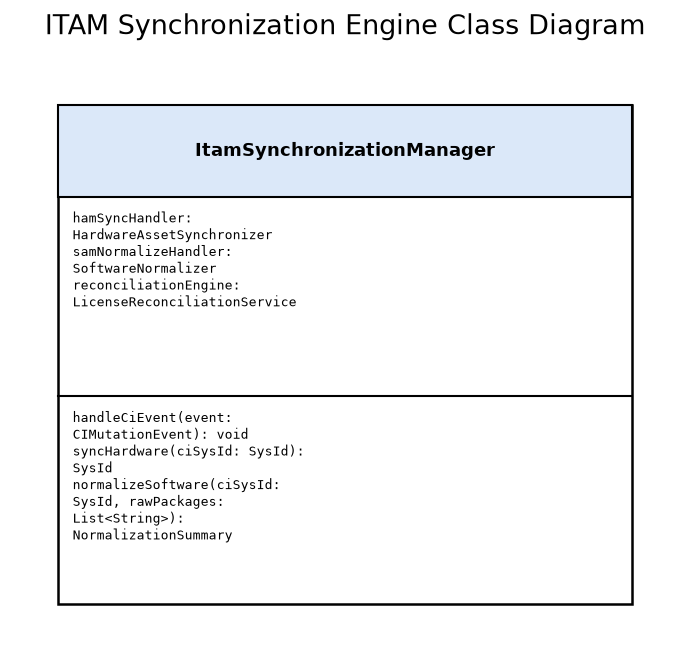 ITAM Synchronization Engine Class Diagram
ItamSynchronizationManager
hamSyncHandler:
HardwareAssetSynchronizer
samNormalizeHandler:
SoftwareNormalizer
reconciliationEngine:
LicenseReconciliationService
handleCiEvent(event:
CIMutationEvent): void
syncHardware(ciSysId: SysId):
SysId
normalizeSoftware(ciSysId:
SysId, rawPackages:
List<String>):
NormalizationSummary